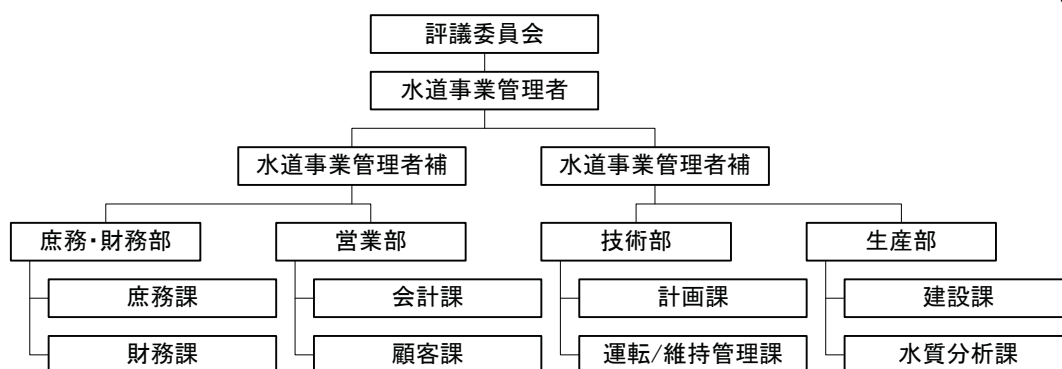 評議委員会
水道事業管理者
水道事業管理者補
水道事業管理者補
庶務・財務部
営業部
技術部
生産部
庶務課
会計課
計画課
建設課
財務課
顧客課
運転/維持管理課
水質分析課